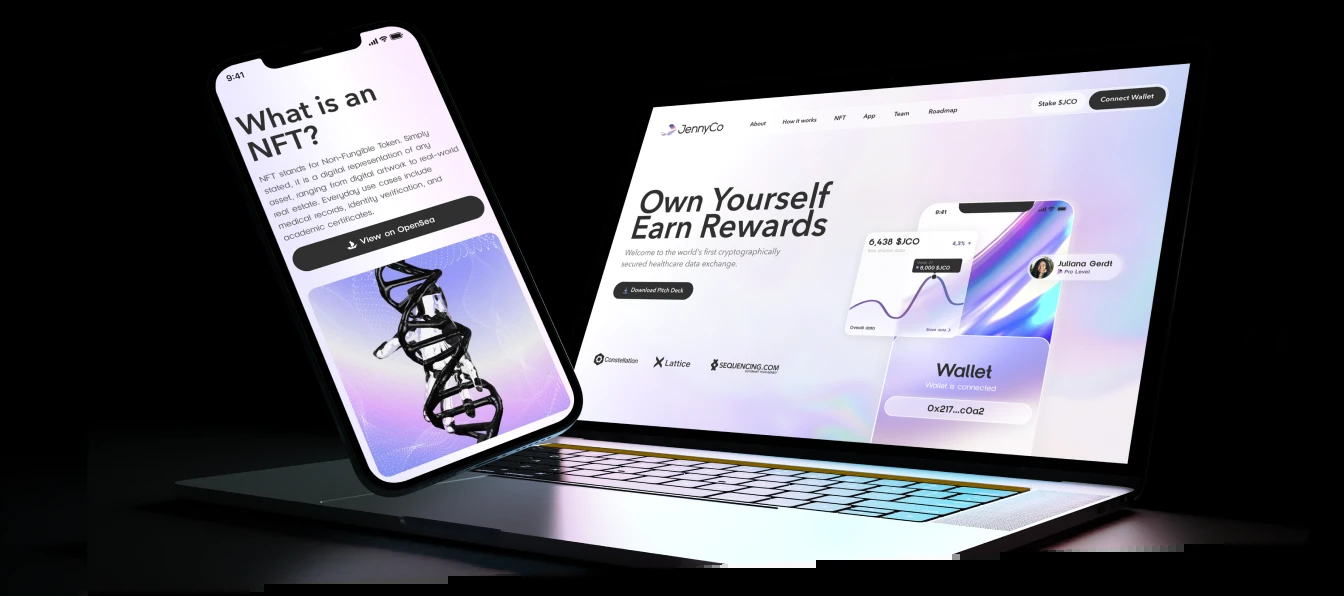 9:41
What is an
NFT?
NFT stands for Non-Fungible Token. Simply
stated, it is a digital representation of any
asset, ranging from digital artwork to real-world
real estate. Everyday use cases include
medical records, identity verification, and
academic certificates.
View on OpenSea
JennyCo
About
How it works
NFT
App
Team
Roadmap
Stake $JCO
Connect Wallet
Own Yourself
Earn Rewards
Welcome to the world's first cryptographically
secured healthcare data exchange.
Download Pitch Deck
Constellation
Lattice
SEQUENCING.COM
9:41
6,438 $JCO
4,3% +
≈ 6,000 $JCO
Overall data
Share data
Juliana Gerdt
Pro Level
Wallet
Wallet is connected
0x217...c0a2